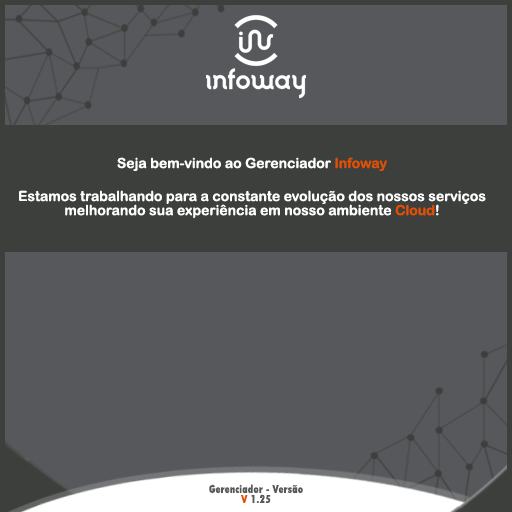 infoway
Seja bem-vindo ao Gerenciador Infoway
Estamos trabalhando para a constante evolução dos nossos serviços
melhorando sua experiência em nosso ambiente Cloud!
Gerenciador - Versão
V 1.25